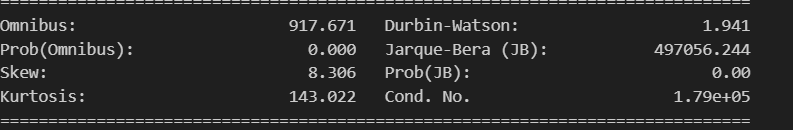 ==============================================================================
Omnibus:                      917.671   Durbin-Watson:                   1.941
Prob(Omnibus):                  0.000   Jarque-Bera (JB):           497056.244
Skew:                           8.306   Prob(JB):                         0.00
Kurtosis:                     143.022   Cond. No.                     1.79e+05
==============================================================================